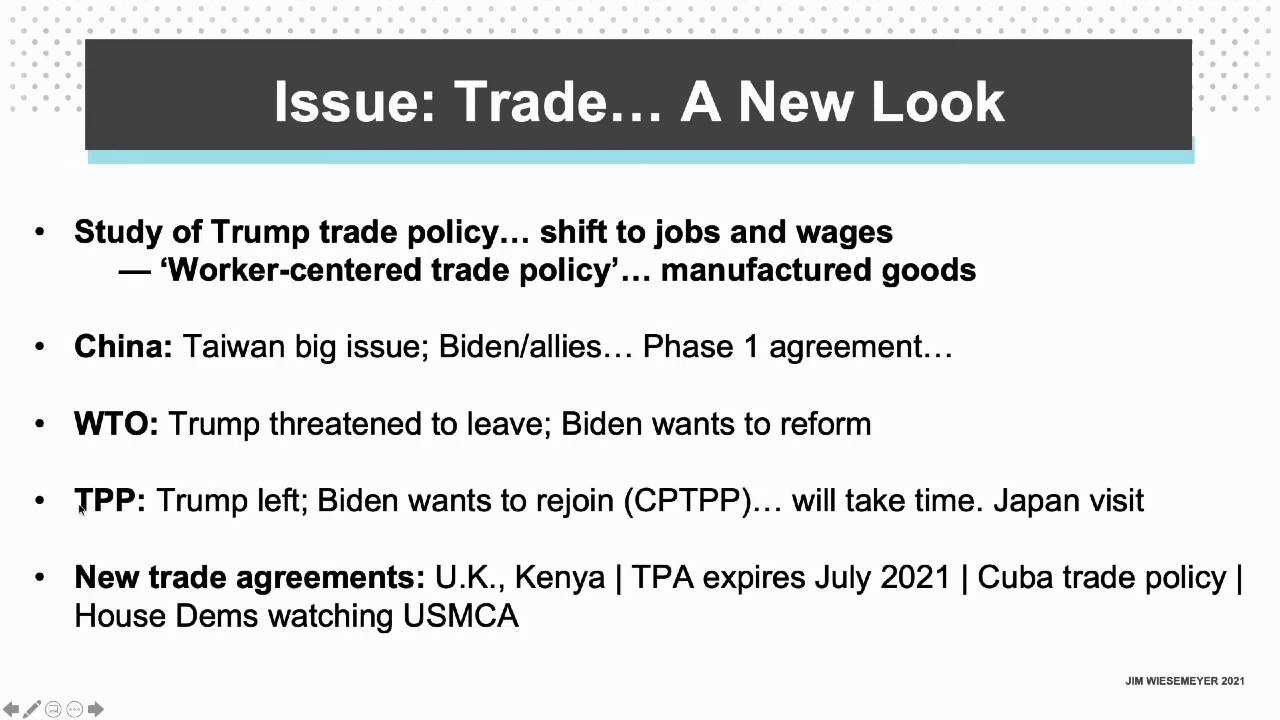 Issue: Trade… A New Look
• Study of Trump trade policy… shift to jobs and wages
— ‘Worker-centered trade policy’… manufactured goods
• China: Taiwan big issue; Biden/allies… Phase 1 agreement…
• WTO: Trump threatened to leave; Biden wants to reform
• TPP: Trump left; Biden wants to rejoin (CPTPP)… will take time. Japan visit
• New trade agreements: U.K., Kenya | TPA expires July 2021 | Cuba trade policy |
House Dems watching USMCA
JIM WIESEMEYER 2021